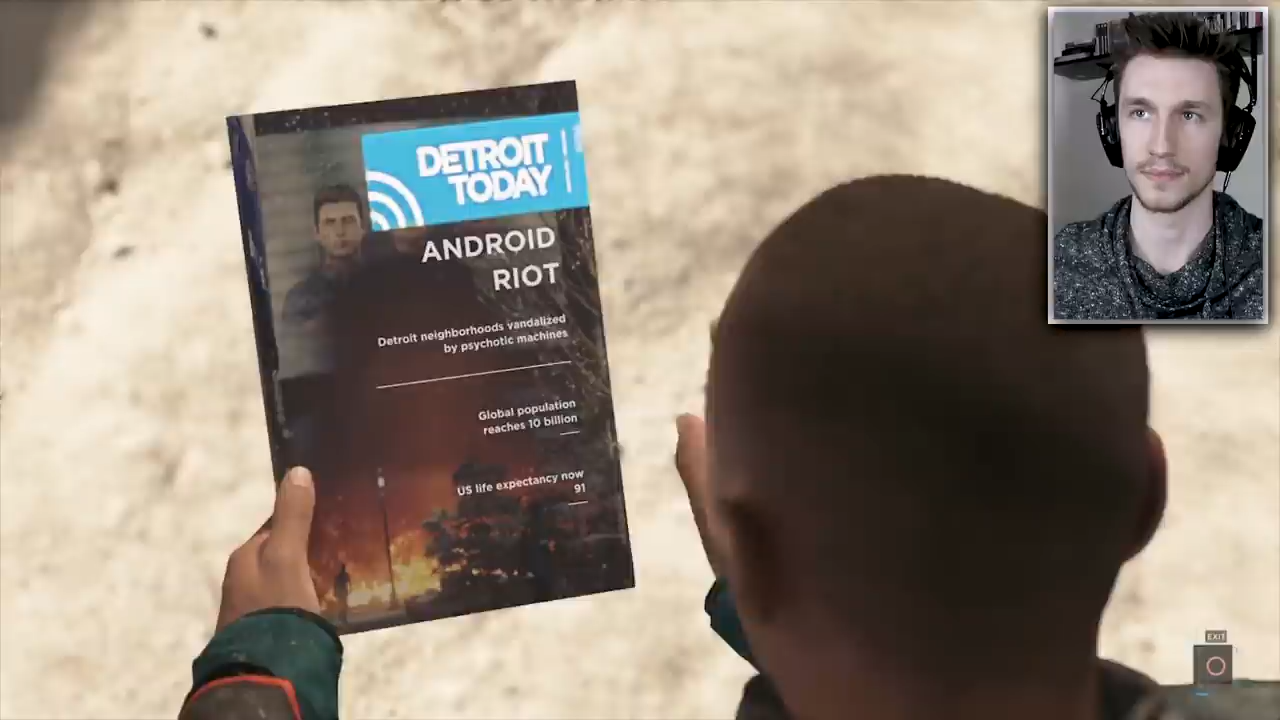 DETROIT
TODAY
ANDROID
RIOT
Detroit neighborhoods vandalized
by psychotic machines
Global population
reaches 10 billion
US life expectancy now
91
EXIT